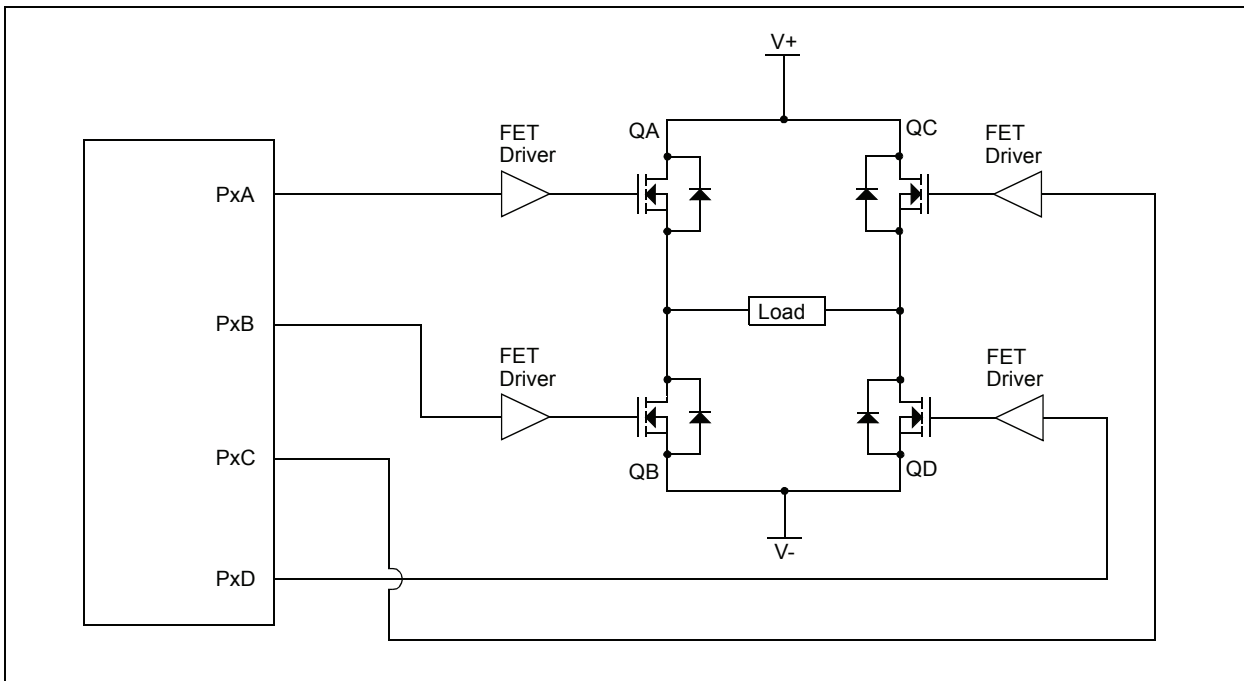 V+
QA
QC
FET
Driver
FET
Driver
PxA
Load
PxB
FET
Driver
FET
Driver
PxC
QB
QD
V-
PxD